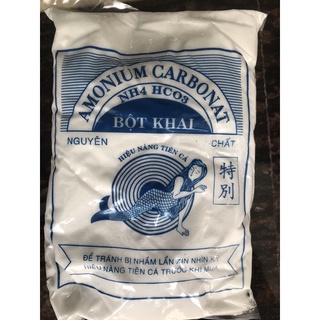 AMONIUM CARBONAT
NH4 HCO3
BỘT KHAI
NGUYÊN CHẤT
HIỆU NÀNG TIÊN CÁ
特別
ĐỂ TRÁNH BỊ NHẦM LẪN XIN NHÌN KỸ
HIỆU NÀNG TIÊN CÁ TRƯỚC KHI MUA